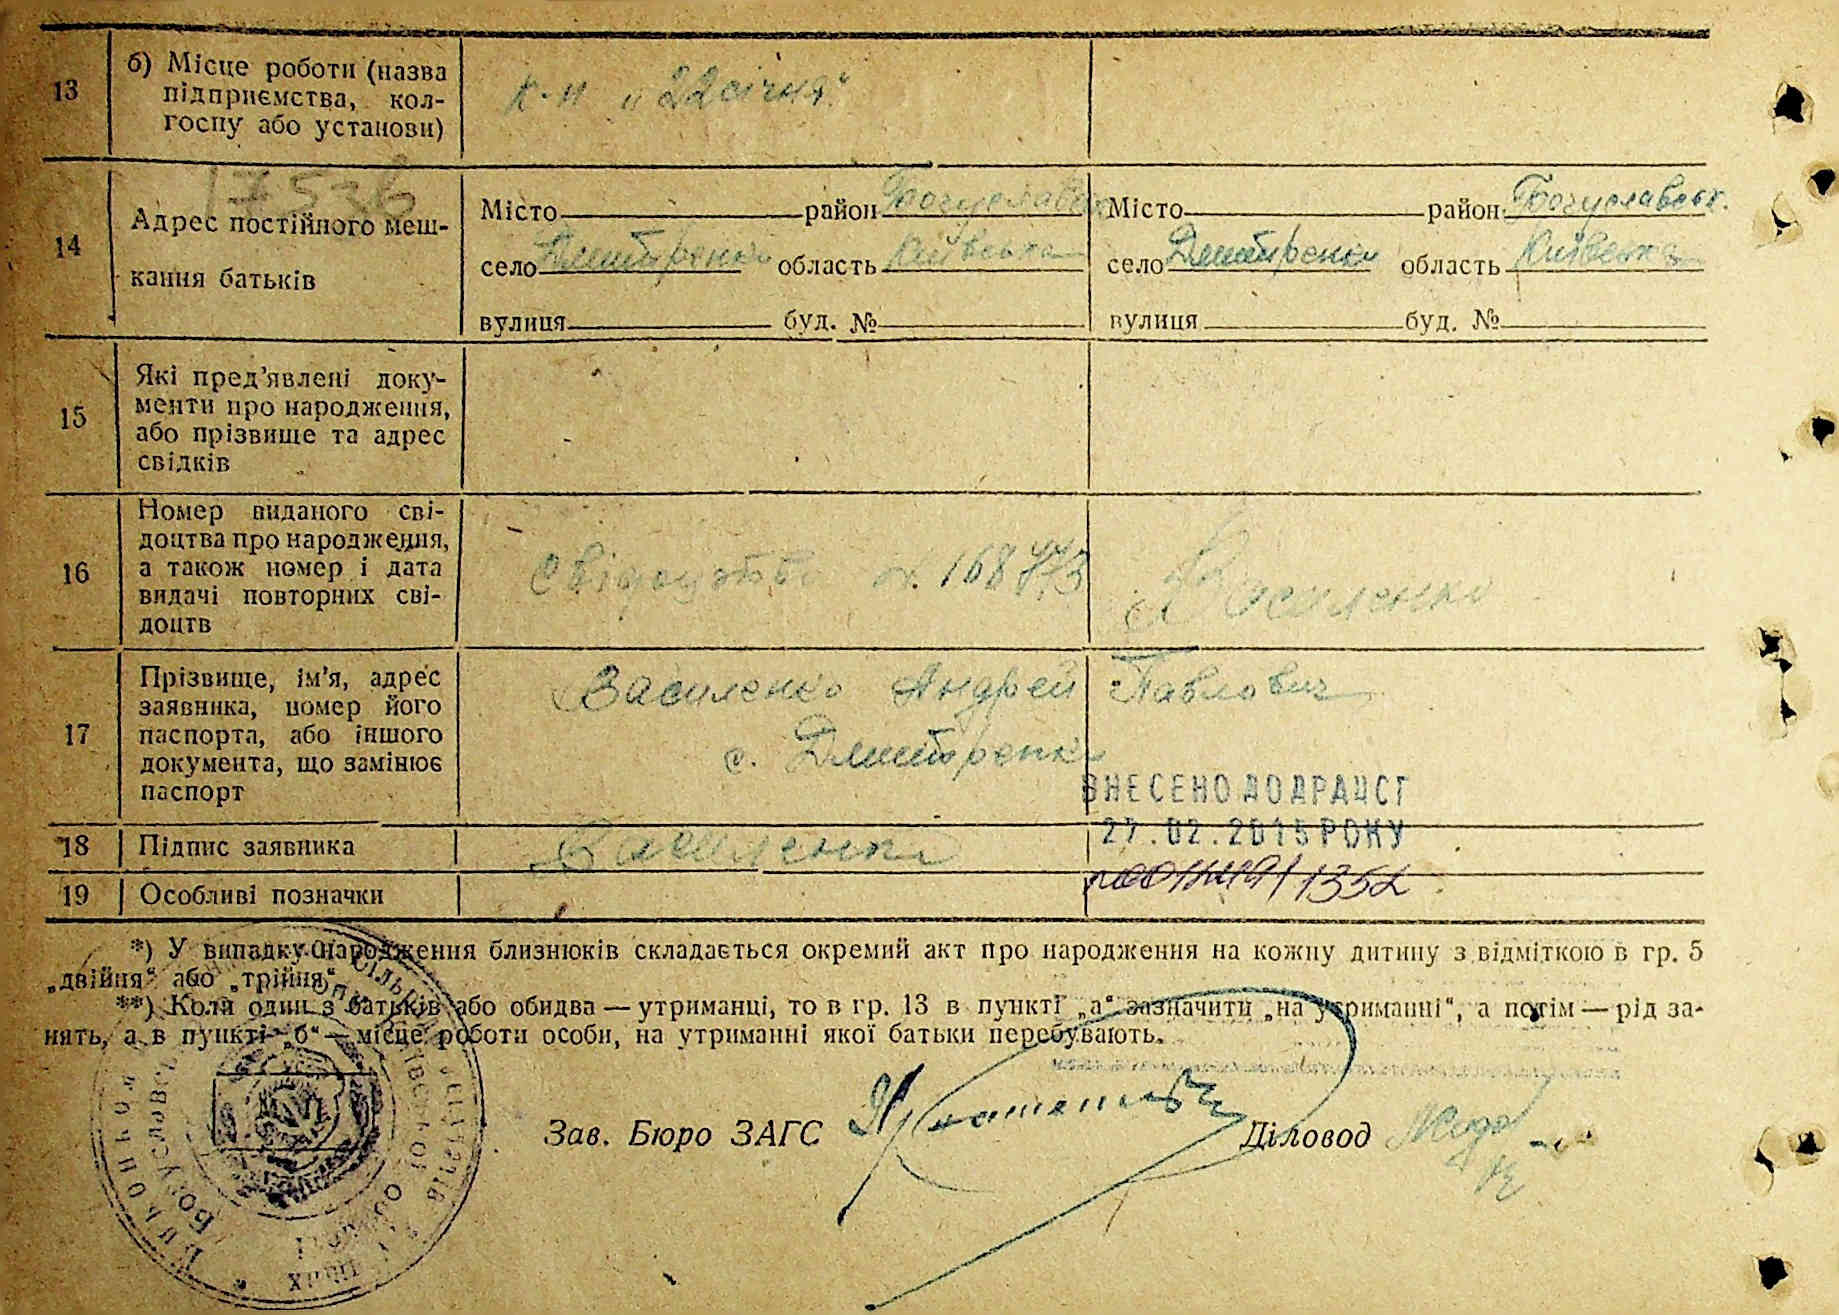 13
б) Місце роботи (назва
підприємства, кол-
госпу або установи)
к-п „22 січня“
14
Адрес постійного меш-
кання батьків
Місто район Богуславськ
село Дмитренки область Київська
вулиця буд. №
Місто район Богуславськ.
село Дмитренки область Київська
вулиця буд. №
15
Які пред’явлені доку-
менти про народження,
або прізвище та адрес
свідків
16
Номер виданого сві-
доцтва про народження,
а також номер і дата
видачі повторних сві-
доцтв
Свідоцтво
Василенко
17
Прізвище, ім’я, адрес
заявника, номер його
паспорта, або іншого
документа, що замінює
паспорт
Василенко Андрей Павлович
с. Дмитренки
ВНЕСЕНО ДО ДРАЦСГ
27.02.2015 РОКУ
18
Підпис заявника
Василенко
19
Особливі позначки
*) У випадку народження близнюків складається окремий акт про народження на кожну дитину з відміткою в гр. 5
„двійня“ або „трійня“.
**) Коли один з батьків або обидва — утриманці, то в гр. 13 в пункті „а“ зазначити „на утриманні“, а потім — рід за-
нять, а в пункті „б“ — місце роботи особи, на утриманні якої батьки перебувають.
Зав. Бюро ЗАГС
Діловод